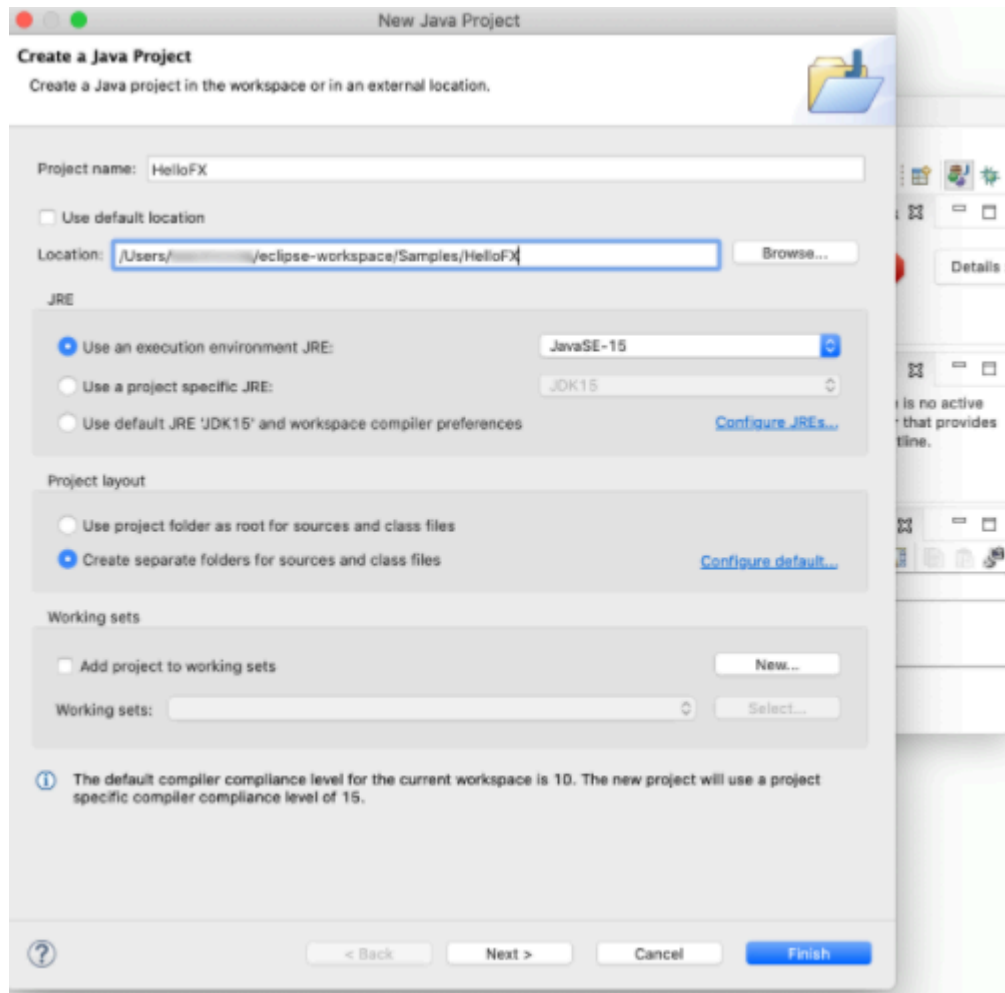 New Java Project
Create a Java Project
Create a Java project in the workspace or in an external location.
Project name: HelloFX
Use default location
Location: /Users/ /eclipse-workspace/Samples/HelloFX Browse...
Details
JRE
Use an execution environment JRE: JavaSE-15
Use a project specific JRE: JDK15
Use default JRE 'JDK15' and workspace compiler preferences Configure JREs...
is no active
that provides
tline.
Project layout
Use project folder as root for sources and class files
Create separate folders for sources and class files Configure default...
Working sets
Add project to working sets New...
Working sets: Select...
The default compiler compliance level for the current workspace is 10. The new project will use a project
specific compiler compliance level of 15.
? < Back Next > Cancel Finish